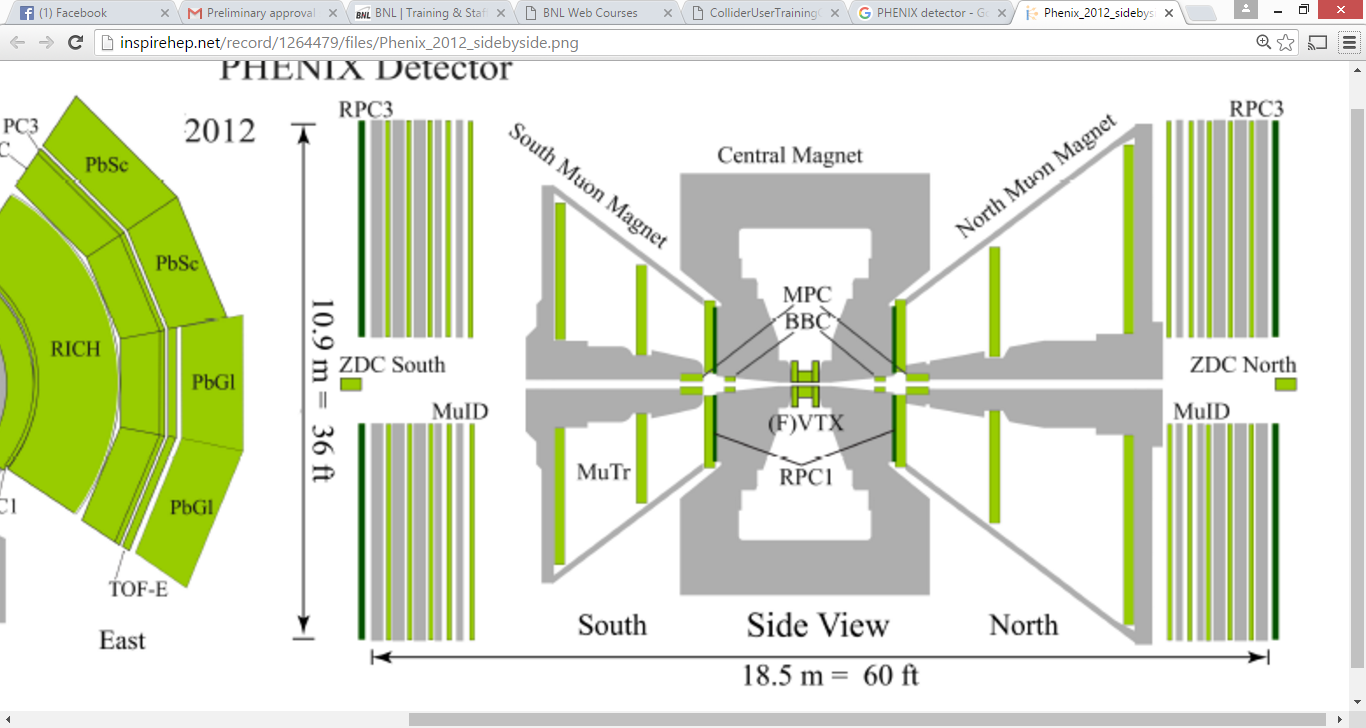 (1) Facebook
Preliminary approval
BNL | Training & Staf
BNL Web Courses
ColliderUserTraining
PHENIX detector - G
Phenix_2012_sideby
inspirehep.net/record/1264479/files/Phenix_2012_sidebyside.png
PHENIX Detector
2012
PC3
C
PbSc
PbSc
RICH
PbGl
PbGl
C1
TOF-E
East
RPC3
10.9 m = 36 ft
ZDC South
MuID
South Muon Magnet
Central Magnet
North Muon Magnet
MPC
BBC
(F)VTX
RPC1
MuTr
RPC3
ZDC North
MuID
South
Side View
North
18.5 m = 60 ft